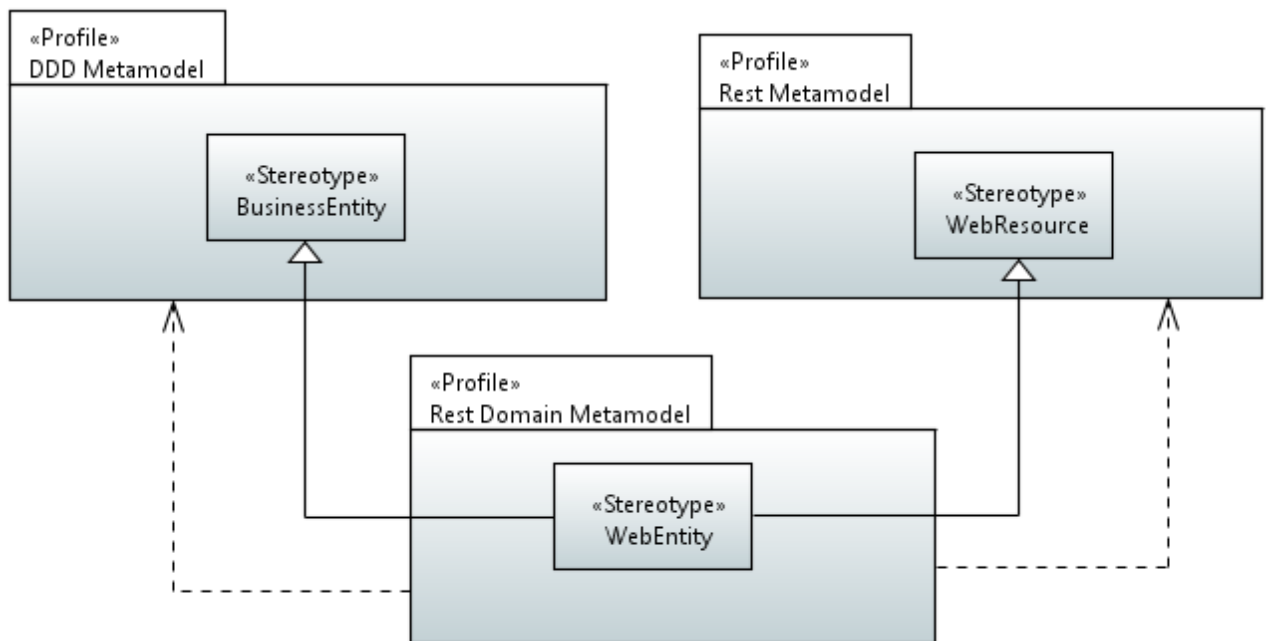 «Profile»
DDD Metamodel
«Stereotype»
BusinessEntity
«Profile»
Rest Metamodel
«Stereotype»
WebResource
«Profile»
Rest Domain Metamodel
«Stereotype»
WebEntity